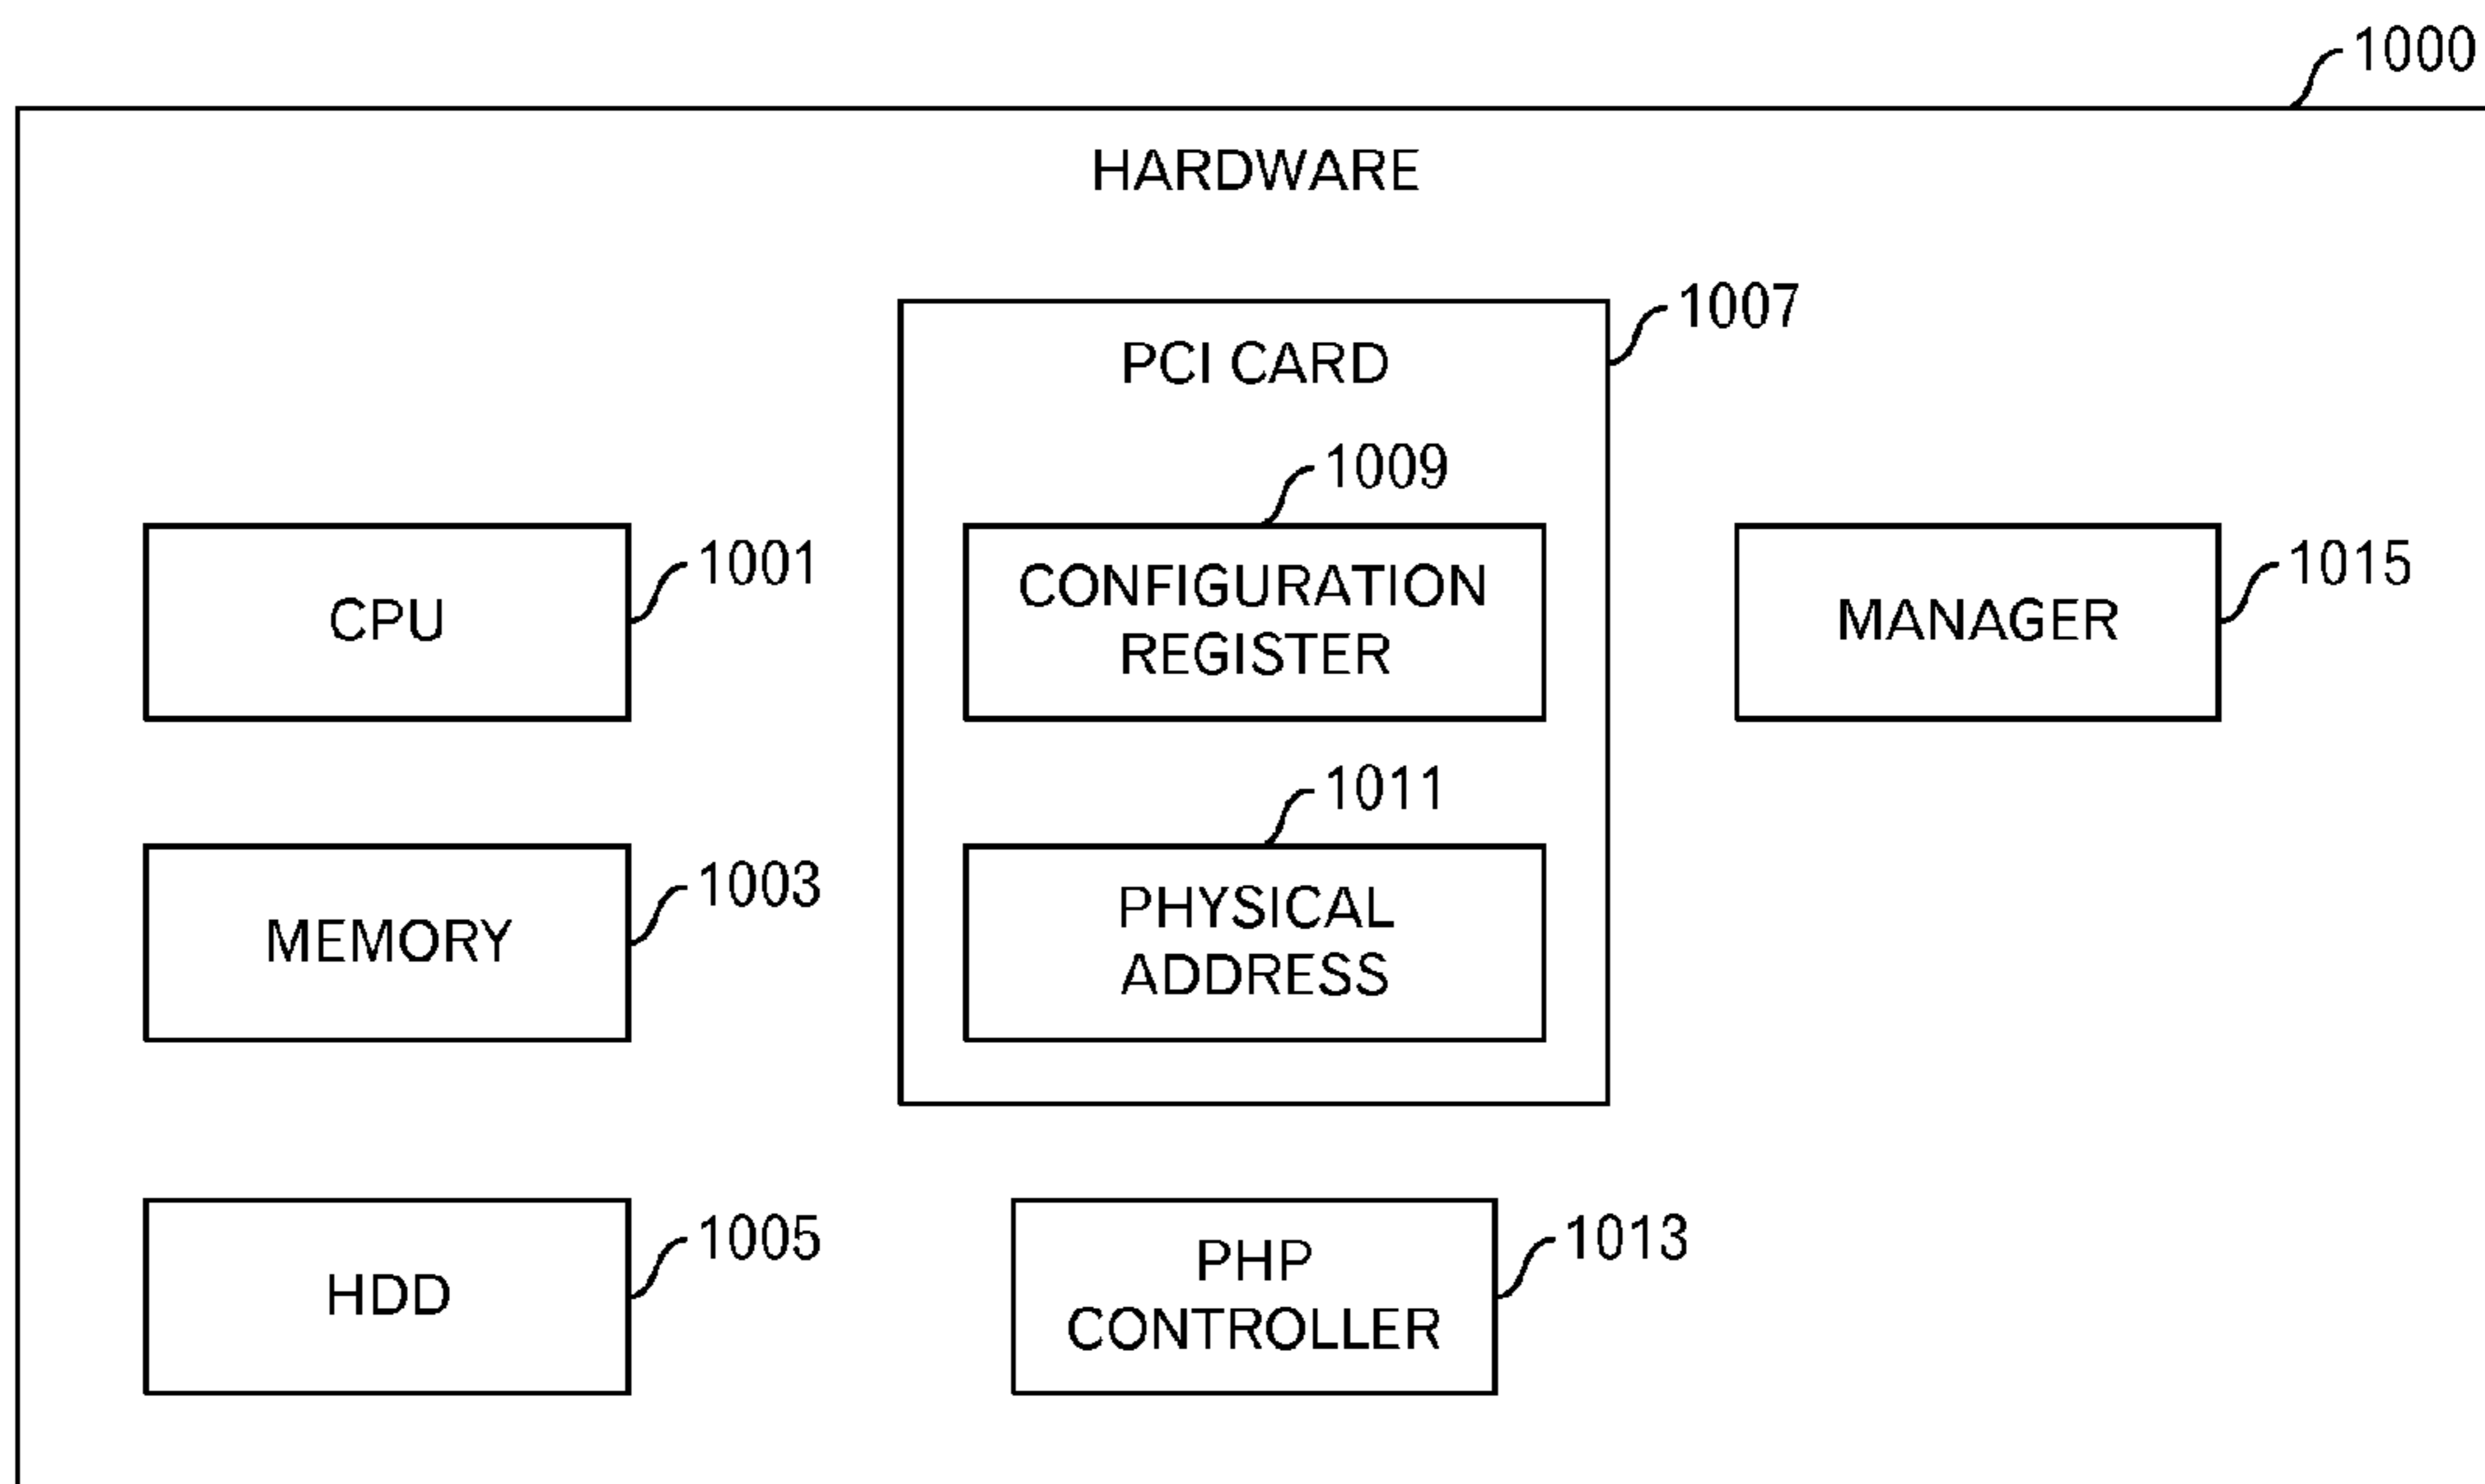 1000
HARDWARE
1007
PCI CARD
1009
CONFIGURATION
REGISTER
1011
PHYSICAL
ADDRESS
CPU
1001
MANAGER
1015
MEMORY
1003
HDD
1005
PHP
CONTROLLER
1013